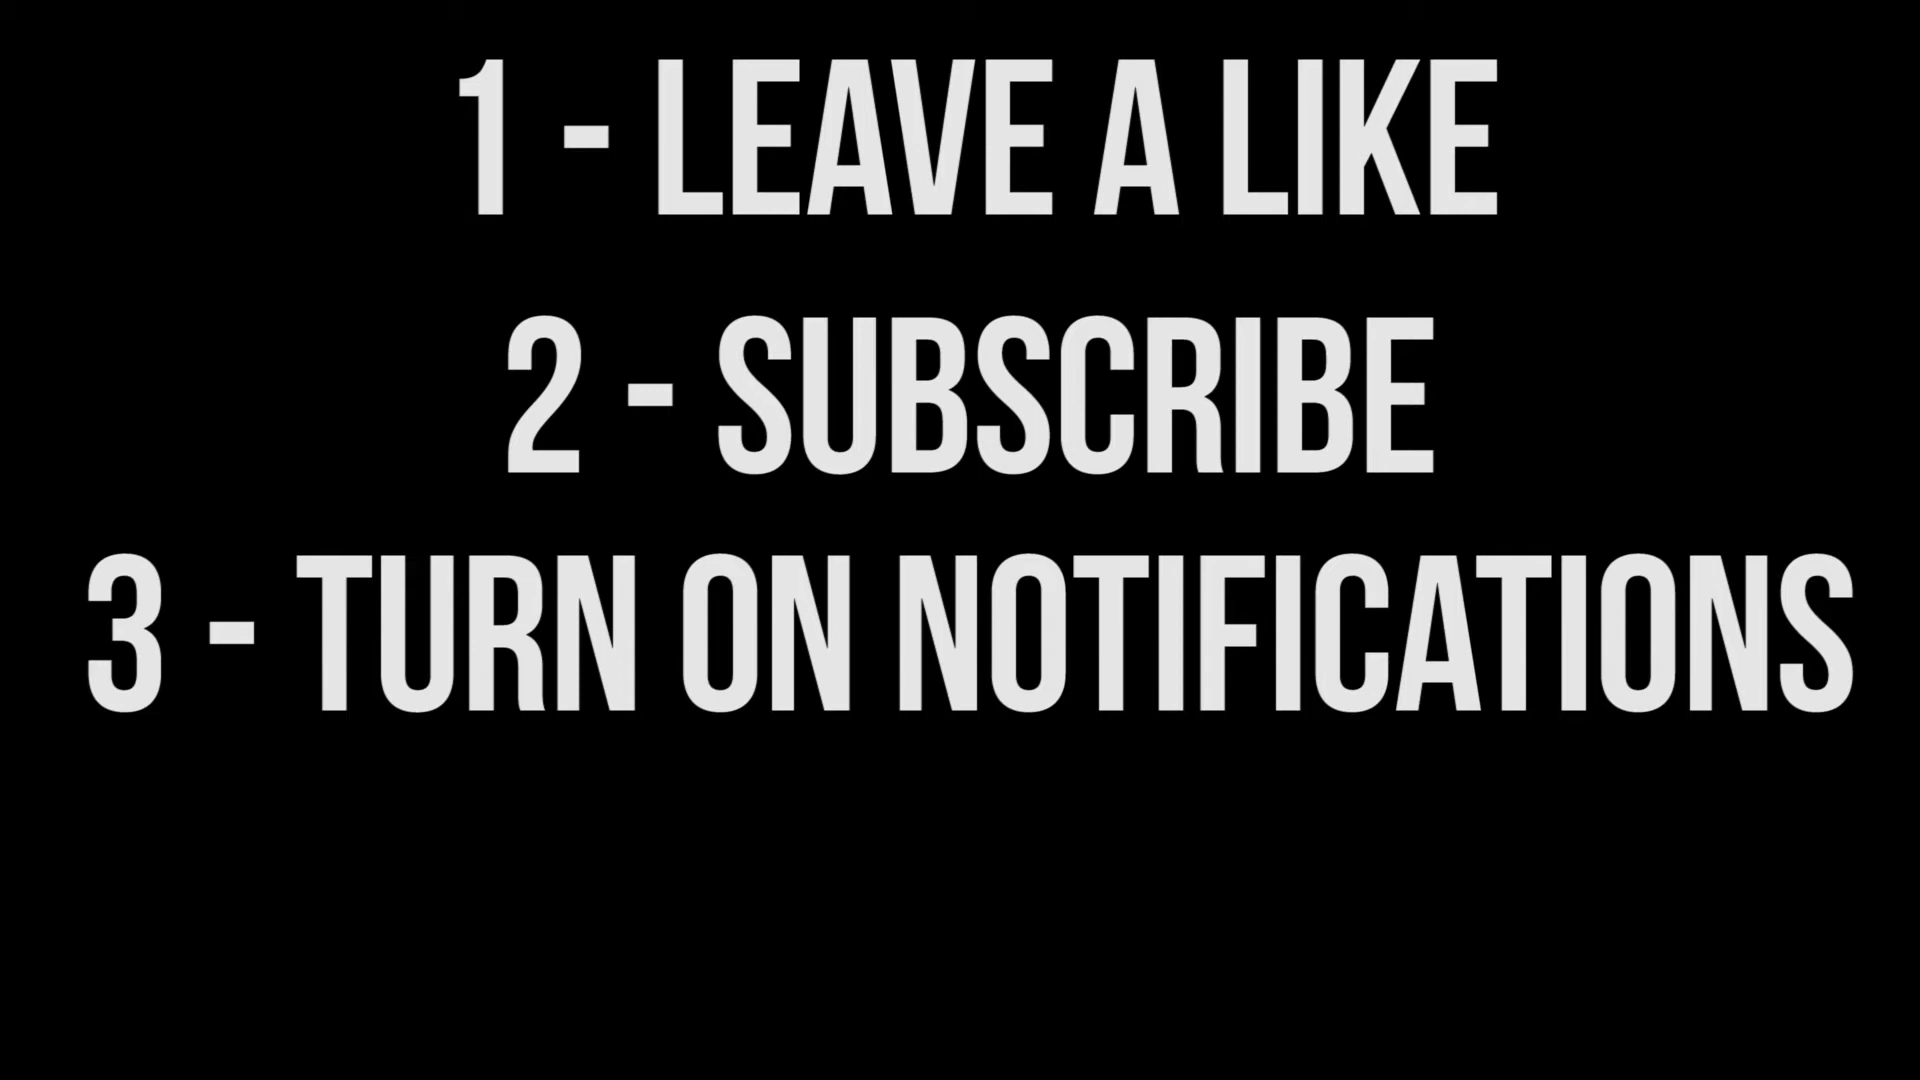 1 - LEAVE A LIKE
2 - SUBSCRIBE
3 - TURN ON NOTIFICATIONS